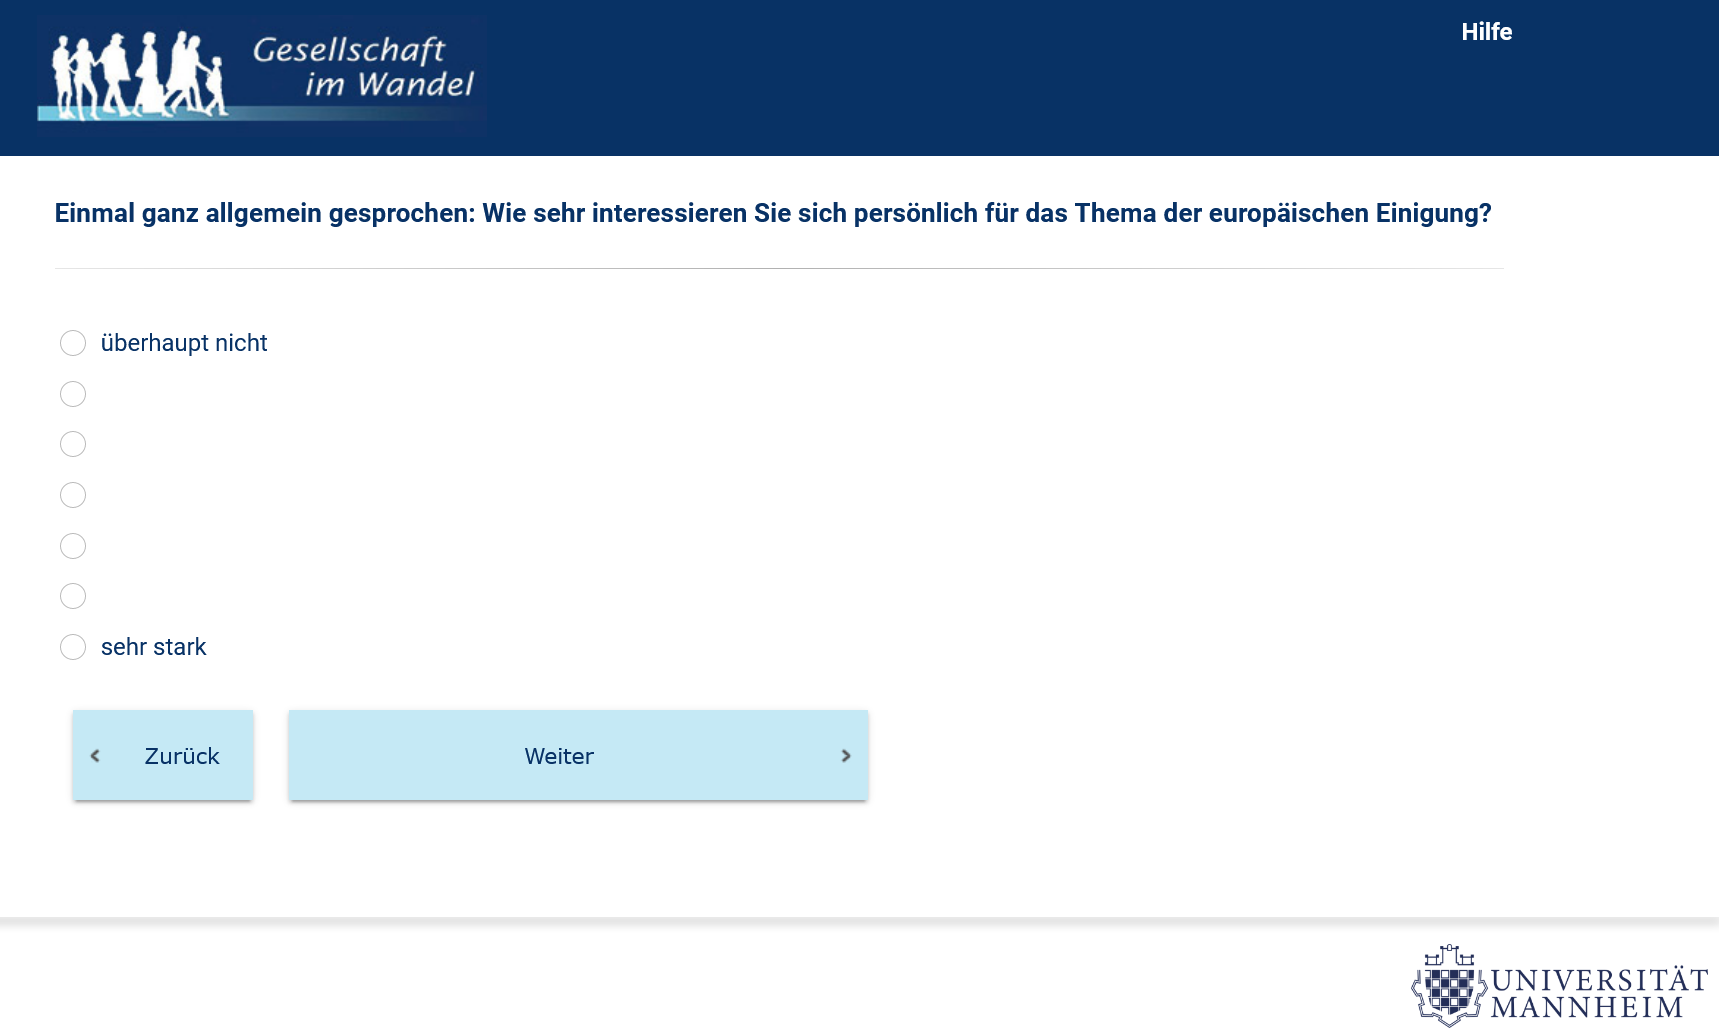 Gesellschaft
im Wandel
Hilfe
Einmal ganz allgemein gesprochen: Wie sehr interessieren Sie sich persönlich für das Thema der europäischen Einigung?
überhaupt nicht
sehr stark
Zurück
Weiter
UNIVERSITÄT
MANNHEIM